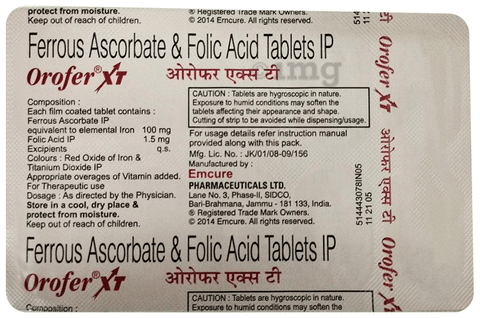 protect from moisture.
Keep out of reach of children.
® Registered Trade Mark Owners.
© 2014 Emcure. All rights reserved.
Ferrous Ascorbate & Folic Acid Tablets IP
Orofer® XT ओरोफर एक्स टी
1mg
Composition :
Each film coated tablet contains :
Ferrous Ascorbate IP
equivalent to elemental Iron 100 mg
Folic Acid IP 1.5 mg
Excipients q.s.
Colours : Red Oxide of Iron &
Titanium Dioxide IP
Appropriate overages of Vitamin added.
For Therapeutic use
Dosage : As directed by the Physician.
Store in a cool, dry place &
protect from moisture.
Keep out of reach of children.
CAUTION : Tablets are hygroscopic in nature.
Exposure to humid conditions may soften the
tablets affecting their appearance and shape.
Cutting of strip to be avoided while dispensing/usage.
For usage details refer instruction manual
provided along with this pack.
Mfg. Lic. No. : JK/01/08-09/156
Manufactured by :
Emcure
PHARMACEUTICALS LTD.
Lane No. 3, Phase-II, SIDCO,
Bari-Brahmana, Jammu - 181 133, India.
® Registered Trade Mark Owners.
© 2014 Emcure. All rights reserved.
Ferrous Ascorbate & Folic Acid Tablets IP
Orofer® XT ओरोफर एक्स टी
Composition :
CAUTION : Tablets are hygroscopic in nature.
Exposure to humid conditions may soften the
11 21 05
514443078IN05
11 21 05
टी
Orofer® XT
ओरोफर एक्स टी
Orofer® XT